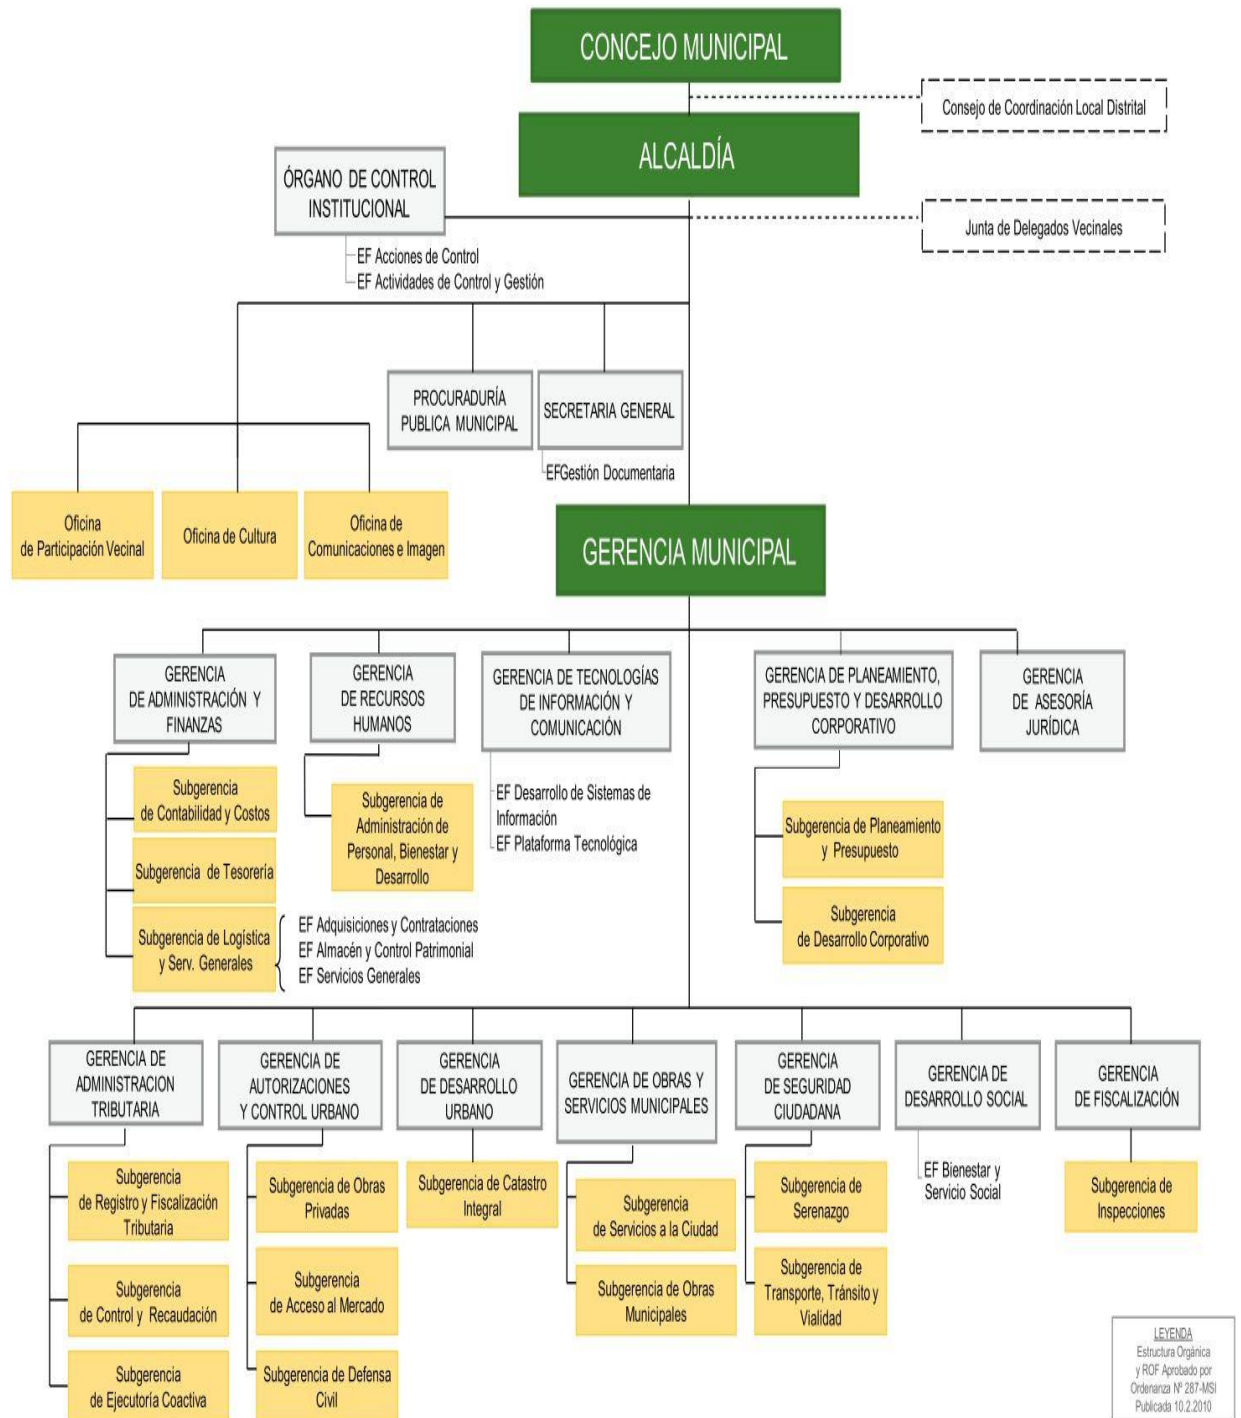 CONCEJO MUNICIPAL
Consejo de Coordinación Local Distrital
ALCALDÍA
ÓRGANO DE CONTROL
INSTITUCIONAL
Junta de Delegados Vecinales
EF Acciones de Control
EF Actividades de Control y Gestión
PROCURADURÍA
PUBLICA MUNICIPAL
SECRETARIA GENERAL
EFGestión Documentaria
Oficina
de Participación Vecinal
Oficina de Cultura
Oficina de
Comunicaciones e Imagen
GERENCIA MUNICIPAL
GERENCIA
DE ADMINISTRACIÓN Y
FINANZAS
GERENCIA
DE RECURSOS
HUMANOS
GERENCIA DE TECNOLOGÍAS
DE INFORMACIÓN Y
COMUNICACIÓN
GERENCIA DE PLANEAMIENTO,
PRESUPUESTO Y DESARROLLO
CORPORATIVO
GERENCIA
DE ASESORÍA
JURÍDICA
Subgerencia
de Contabilidad y Costos
Subgerencia de Tesorería
Subgerencia de Logística
y Serv. Generales
EF Adquisiciones y Contrataciones
EF Almacén y Control Patrimonial
EF Servicios Generales
Subgerencia de
Administración de
Personal, Bienestar y
Desarrollo
EF Desarrollo de Sistemas de
Información
EF Plataforma Tecnológica
Subgerencia de Planeamiento
y Presupuesto
Subgerencia
de Desarrollo Corporativo
GERENCIA DE
ADMINISTRACION
TRIBUTARIA
GERENCIA DE
AUTORIZACIONES
Y CONTROL URBANO
GERENCIA
DE DESARROLLO
URBANO
GERENCIA DE OBRAS Y
SERVICIOS MUNICIPALES
GERENCIA
DE SEGURIDAD
CIUDADANA
GERENCIA DE
DESARROLLO SOCIAL
GERENCIA
DE FISCALIZACIÓN
Subgerencia
de Registro y Fiscalización
Tributaria
Subgerencia
de Control y Recaudación
Subgerencia
de Ejecutoría Coactiva
Subgerencia de Obras
Privadas
Subgerencia
de Acceso al Mercado
Subgerencia de Defensa
Civil
Subgerencia de Catastro
Integral
Subgerencia
de Servicios a la Ciudad
Subgerencia de Obras
Municipales
Subgerencia de
Serenazgo
Subgerencia de
Transporte, Tránsito y
Vialidad
EF Bienestar y
Servicio Social
Subgerencia de
Inspecciones
LEYENDA
Estructura Orgánica
y ROF Aprobado por
Ordenanza Nº 287-MSI
Publicada 10.2.2010